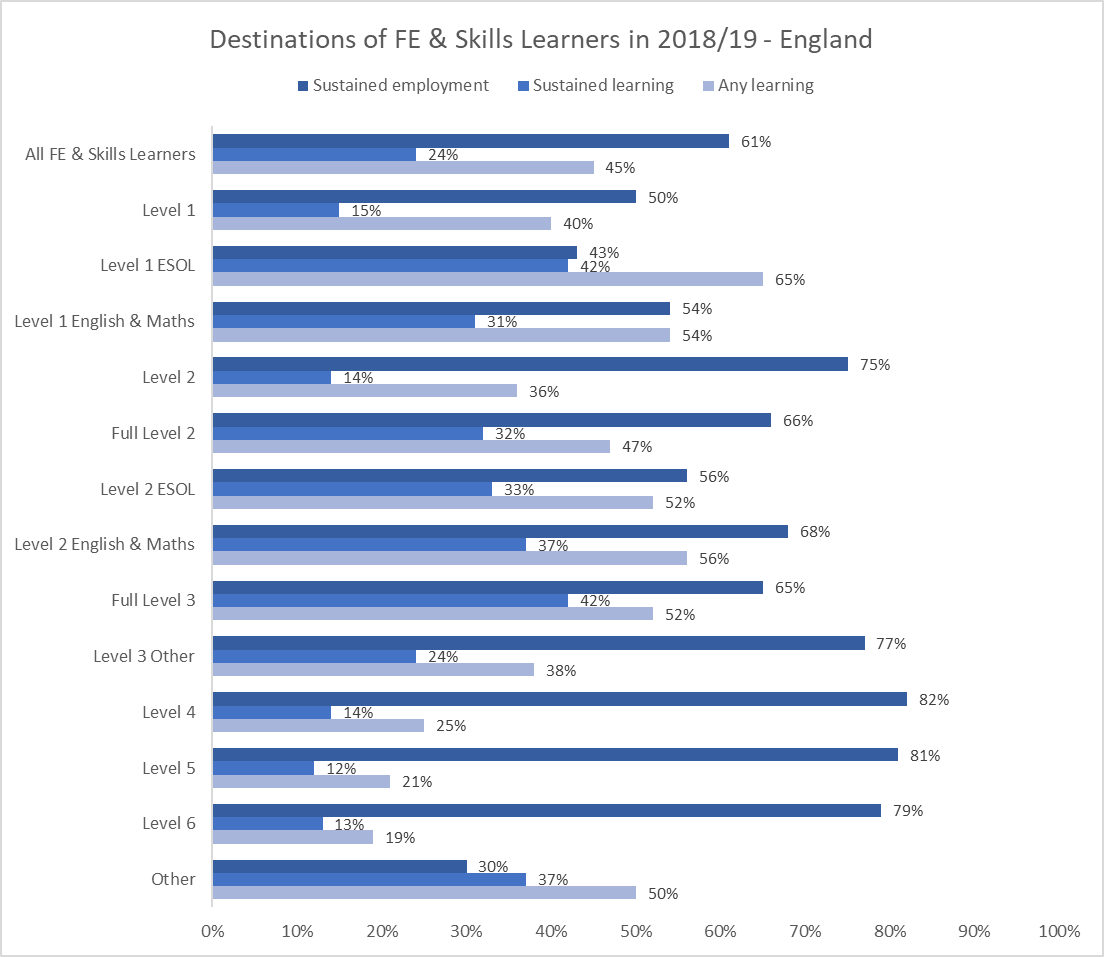 Destinations of FE & Skills Learners in 2018/19 - England
Sustained employment Sustained learning Any learning
All FE & Skills Learners
61%
24%
45%
Level 1
50%
15%
40%
Level 1 ESOL
43%
42%
65%
Level 1 English & Maths
54%
31%
54%
Level 2
75%
14%
36%
Full Level 2
66%
32%
47%
Level 2 ESOL
56%
33%
52%
Level 2 English & Maths
68%
37%
56%
Full Level 3
65%
42%
52%
Level 3 Other
77%
24%
38%
Level 4
82%
14%
25%
Level 5
81%
12%
21%
Level 6
79%
13%
19%
Other
30%
37%
50%
0% 10% 20% 30% 40% 50% 60% 70% 80% 90% 100%